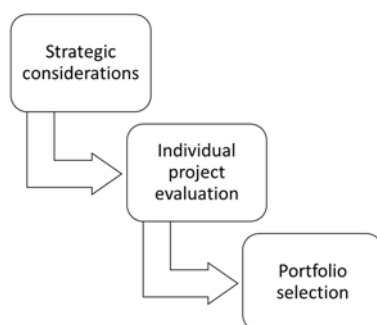 Strategic
considerations
Individual
project
evaluation
Portfolio
selection